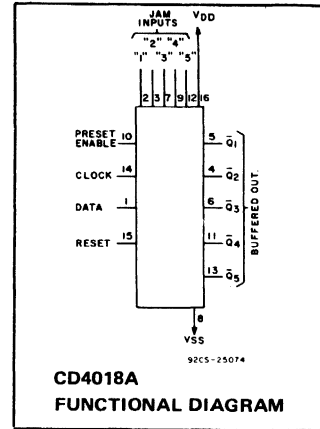 JAM
INPUTS
VDD
"2" "4"
"1" "3" "5"
2 3 7 9 12 16
PRESET
ENABLE 10
5 Q̅1
CLOCK 14
4 Q̅2
DATA 1
6 Q̅3
RESET 15
11 Q̅4
13 Q̅5
BUFFERED OUT.
8
VSS
92CS-25074
CD4018A
FUNCTIONAL DIAGRAM